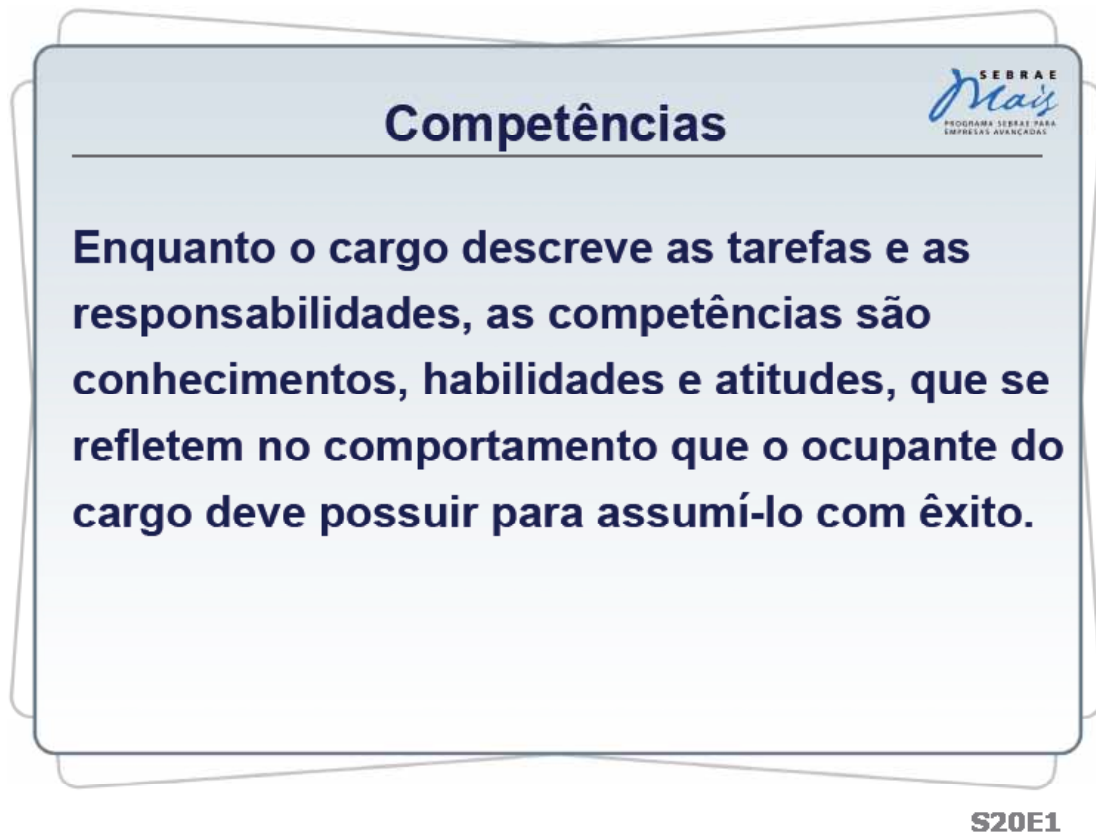 SEBRAE
Mais
PROGRAMA SEBRAE PARA
EMPRESAS AVANÇADAS
Competências
Enquanto o cargo descreve as tarefas e as
responsabilidades, as competências são
conhecimentos, habilidades e atitudes, que se
refletem no comportamento que o ocupante do
cargo deve possuir para assumí-lo com êxito.
S20E1